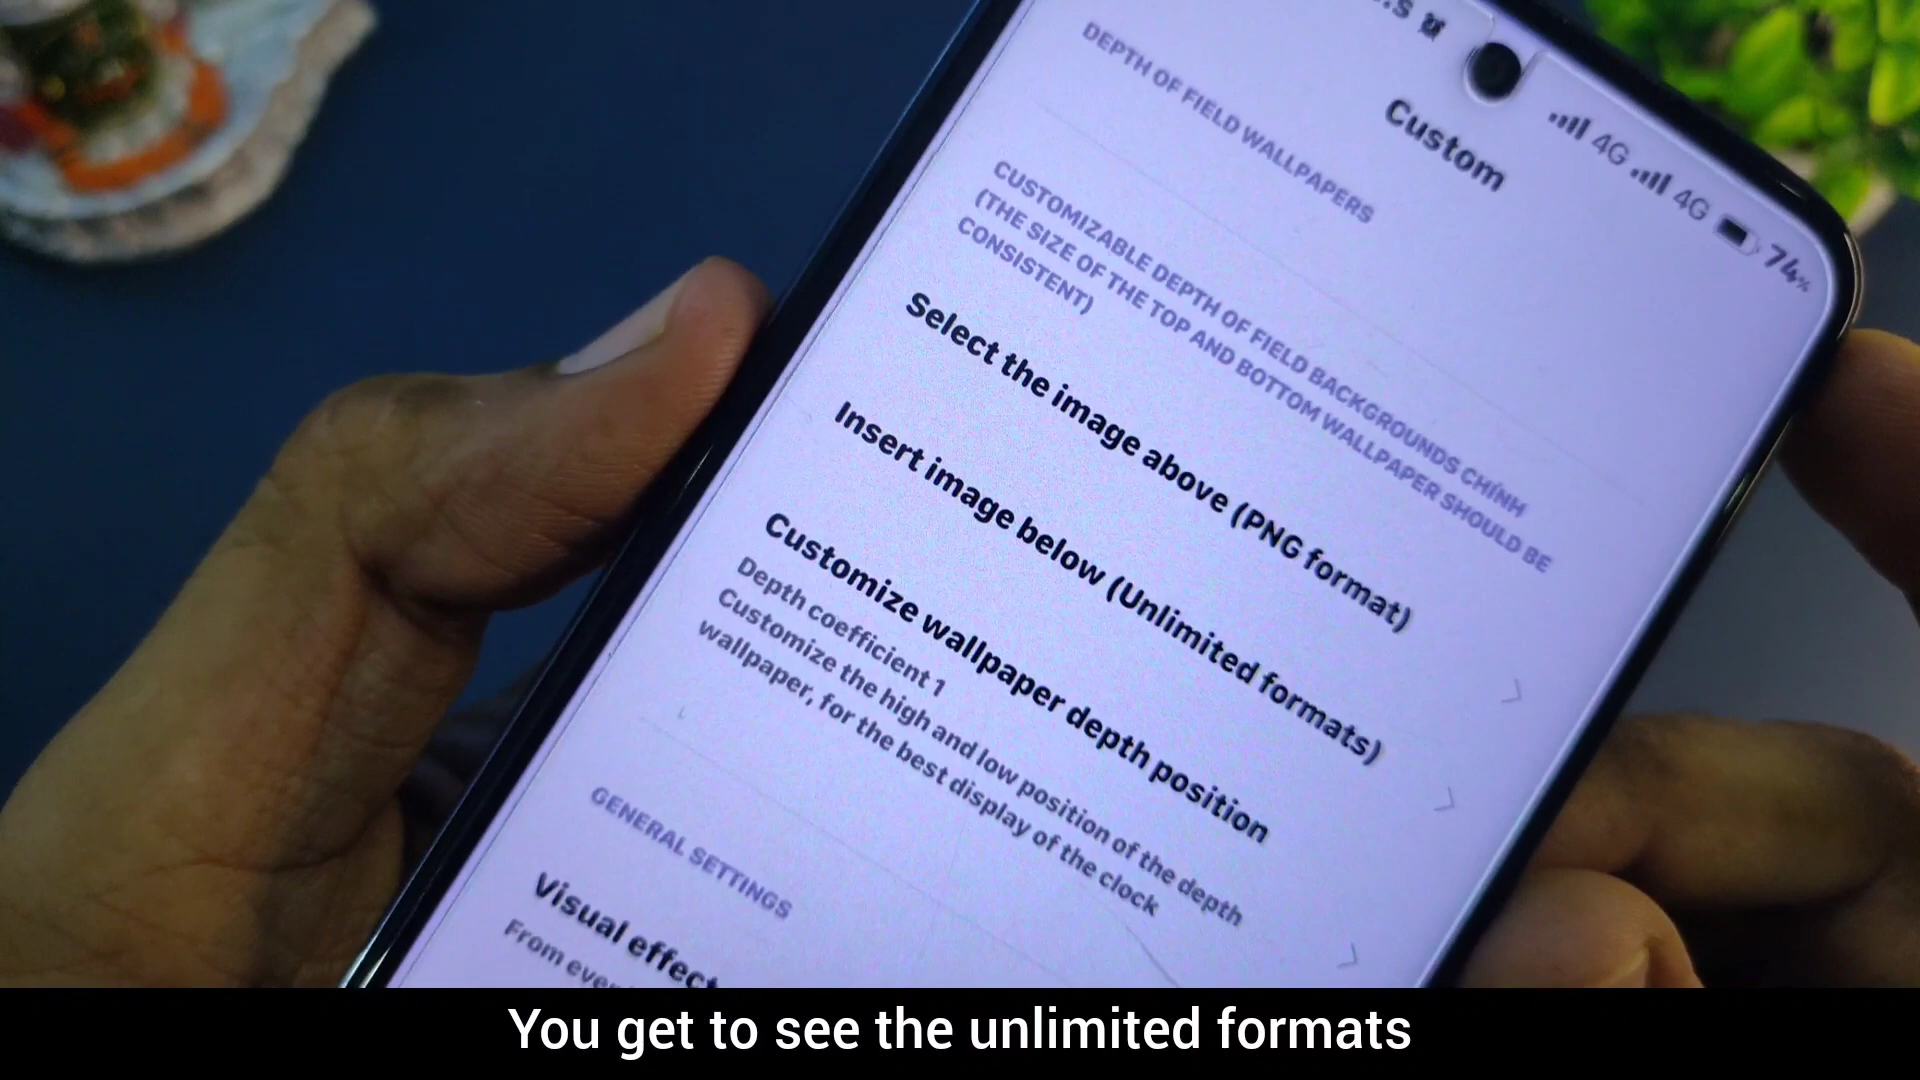 4G 4G 74%
Custom
DEPTH OF FIELD WALLPAPERS
CUSTOMIZABLE DEPTH OF FIELD BACKGROUNDS CHÍNH
(THE SIZE OF THE TOP AND BOTTOM WALLPAPER SHOULD BE
CONSISTENT)
Select the image above (PNG format)
Insert image below (Unlimited formats)
Customize wallpaper depth position
Depth coefficient 1
Customize the high and low position of the depth
wallpaper, for the best display of the clock
GENERAL SETTINGS
Visual effect
From
You get to see the unlimited formats